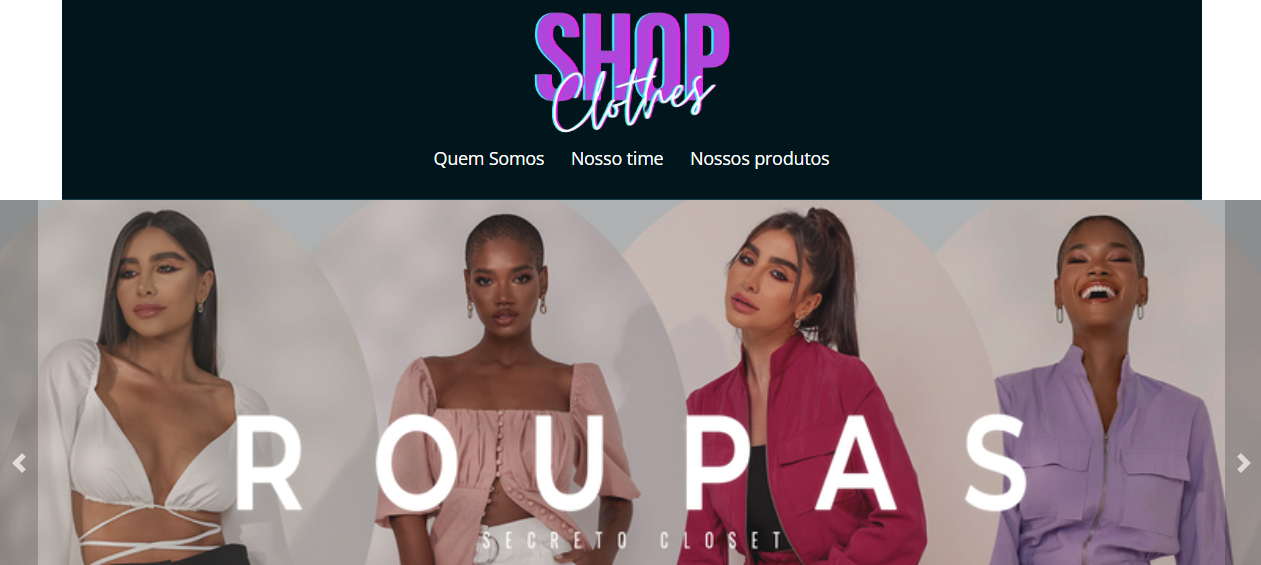 SHOP
Clothes
Quem Somos Nosso time Nossos produtos
ROUPAS
SECRETO CLOSET